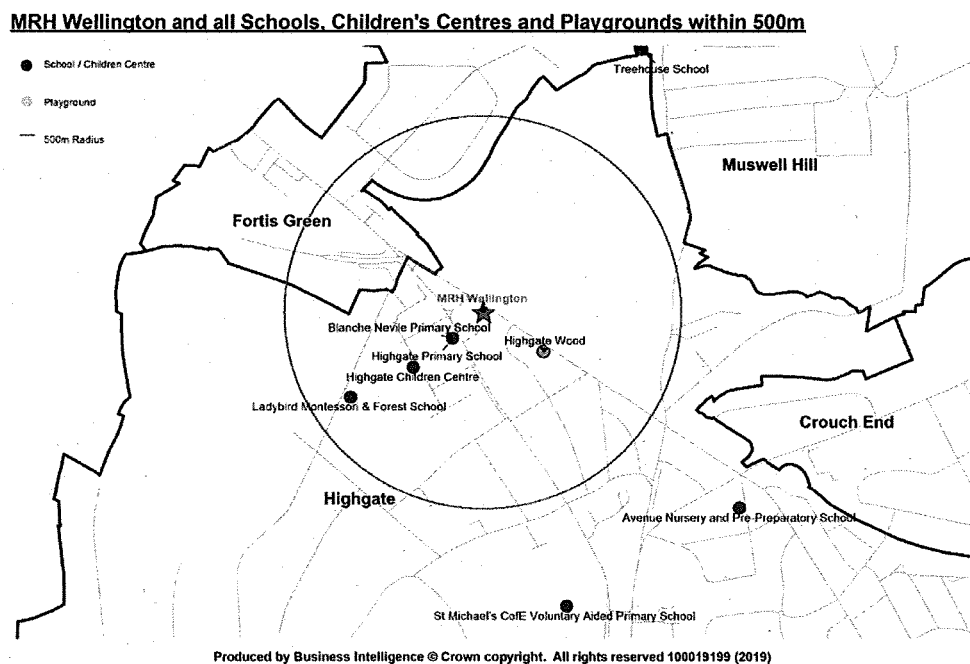 MRH Wellington and all Schools, Children's Centres and Playgrounds within 500m
School / Children Centre
Treehouse School
Playground
500m Radius
Muswell Hill
Fortis Green
MRH Wellington
Blanche Nevile Primary School
Highgate Wood
Highgate Primary School
Highgate Children Centre
Ladybird Montesson & Forest School
Crouch End
Highgate
Avenue Nursery and Pre-Preparatory School
St Michael's CofE Voluntary Aided Primary School
Produced by Business Intelligence © Crown copyright. All rights reserved 100019199 (2019)